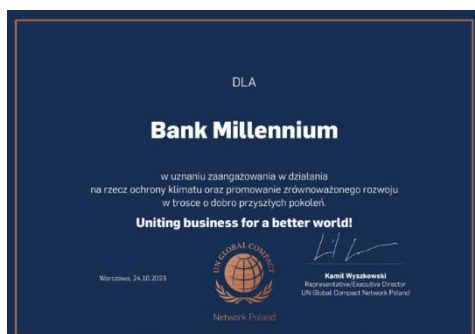 DLA
Bank Millennium
w uznaniu zaangażowania w działania
na rzecz ochrony klimatu oraz promowanie zrównoważonego rozwoju
w trosce o dobro przyszłych pokoleń.
Uniting business for a better world!
UN GLOBAL COMPACT
Network Poland
Warszawa, 24.10.2023
Kamil Wyszkowski
Representative/Executive Director
UN Global Compact Network Poland